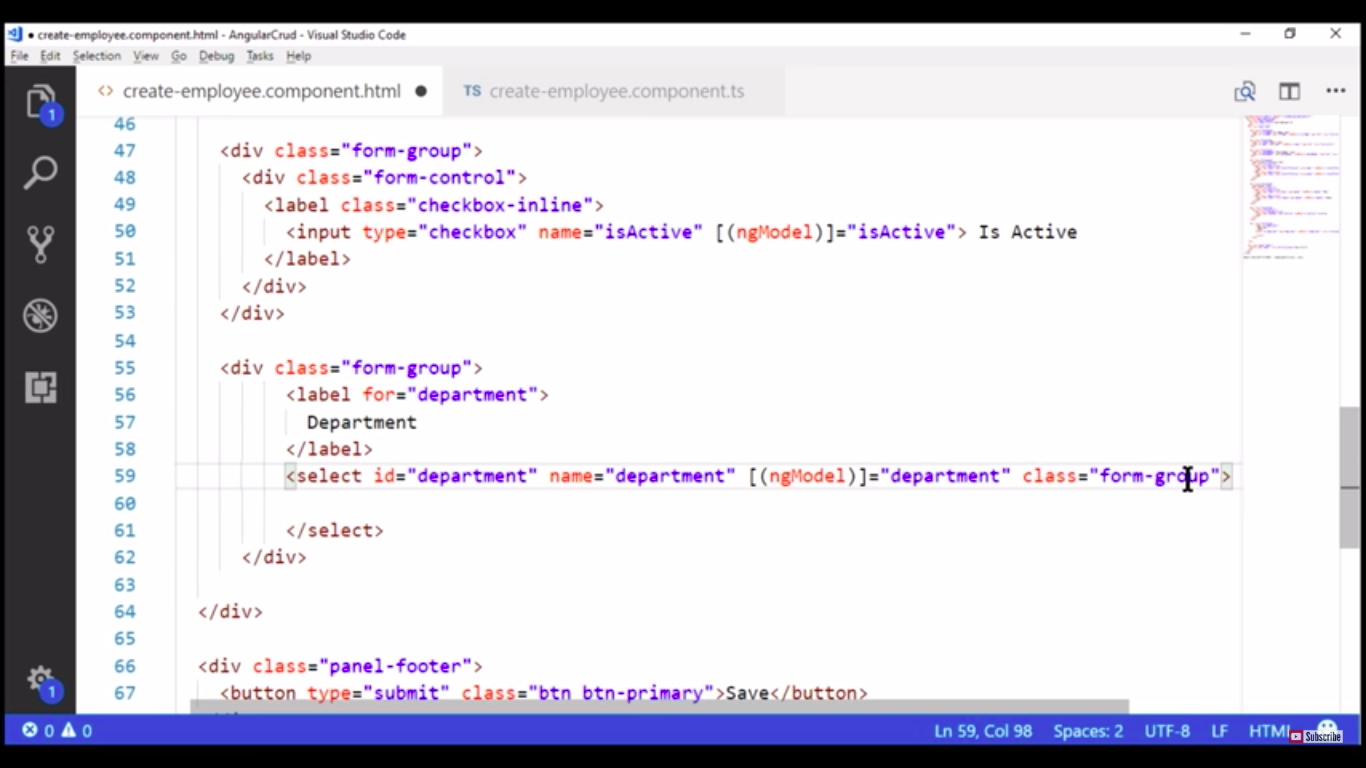 create-employee.component.html - AngularCrud - Visual Studio Code
File Edit Selection View Go Debug Tasks Help
<> create-employee.component.html ● TS create-employee.component.ts
1
46
47 <div class="form-group">
48 <div class="form-control">
49 <label class="checkbox-inline">
50 <input type="checkbox" name="isActive" [(ngModel)]="isActive"> Is Active
51 </label>
52 </div>
53 </div>
54
55 <div class="form-group">
56 <label for="department">
57 Department
58 </label>
59 <select id="department" name="department" [(ngModel)]="department" class="form-group">
60
61 </select>
62 </div>
63
64 </div>
65
66 <div class="panel-footer">
67 <button type="submit" class="btn btn-primary">Save</button>
1
0 0 Ln 59, Col 98 Spaces: 2 UTF-8 LF HTML
Subscribe